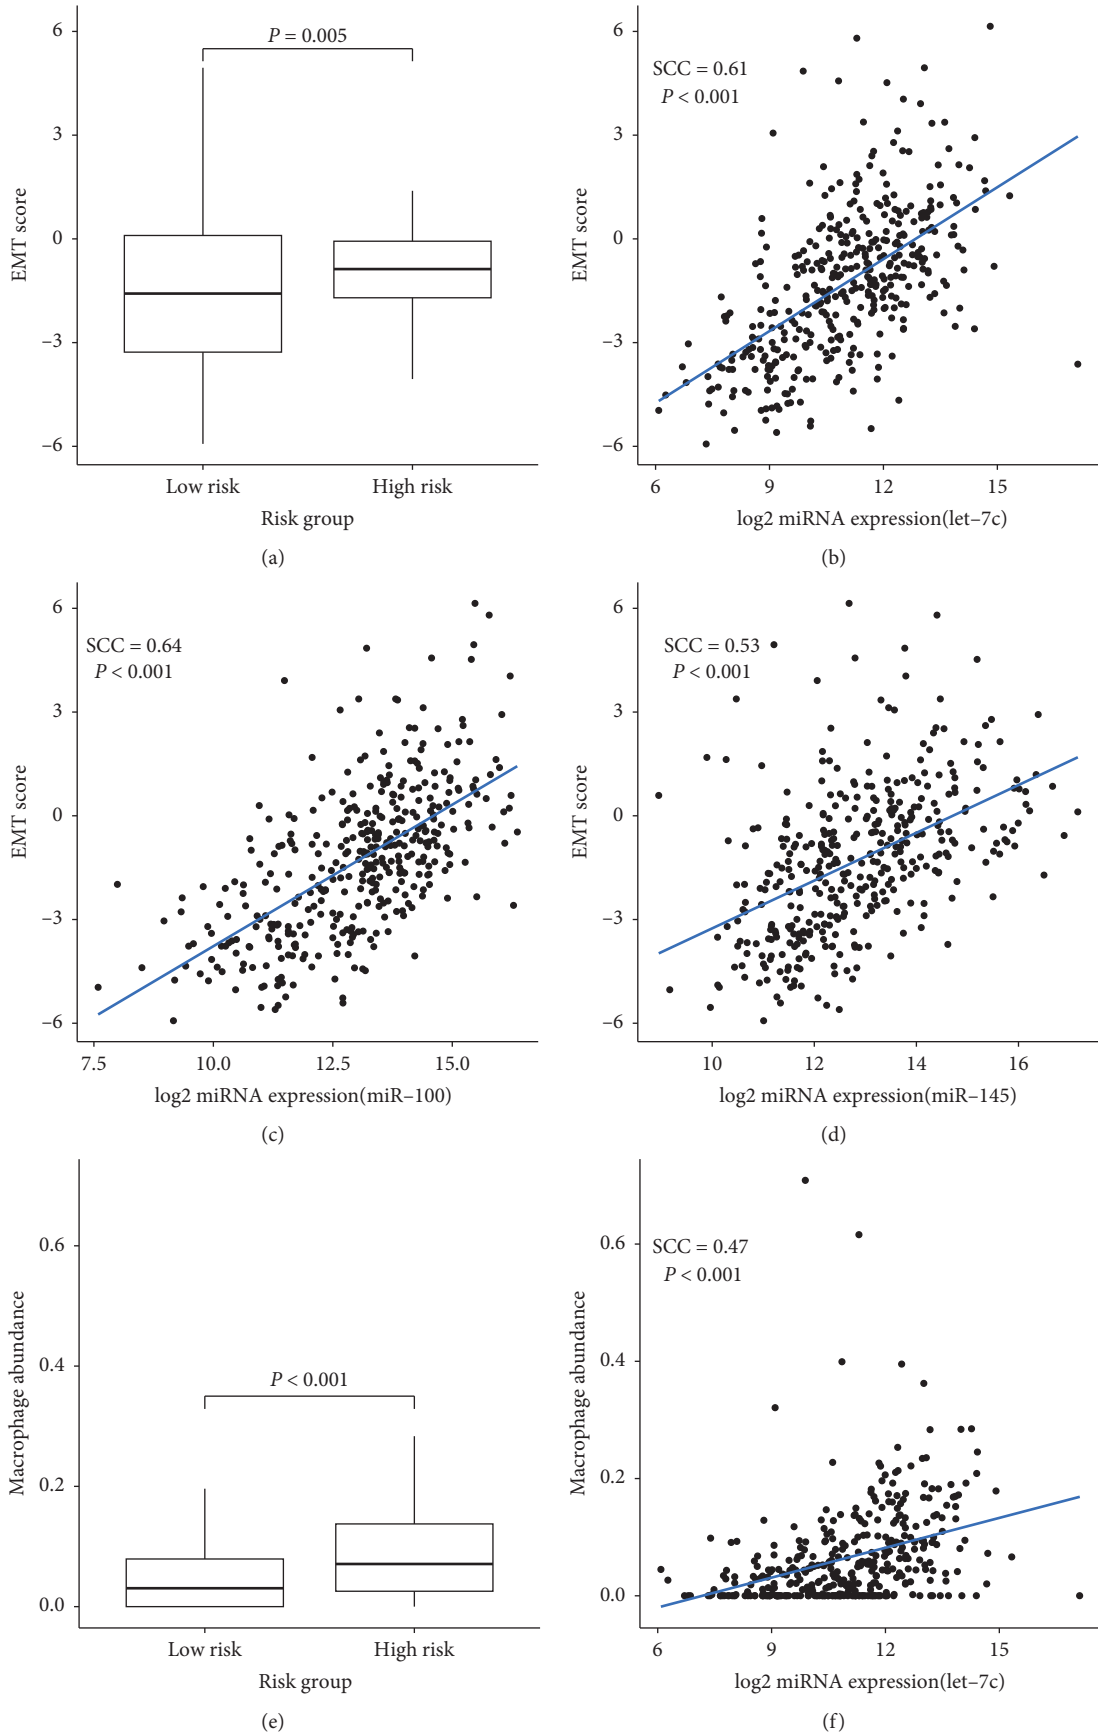 6
3
0
−3
−6
EMT score
P = 0.005
Low risk
High risk
Risk group
(a)
6
3
0
−3
−6
EMT score
SCC = 0.61
P < 0.001
6
9
12
15
log2 miRNA expression(let−7c)
(b)
6
3
0
−3
−6
EMT score
SCC = 0.64
P < 0.001
7.5
10.0
12.5
15.0
log2 miRNA expression(miR−100)
(c)
6
3
0
−3
−6
EMT score
SCC = 0.53
P < 0.001
10
12
14
16
log2 miRNA expression(miR−145)
(d)
0.6
0.4
0.2
0.0
Macrophage abundance
P < 0.001
Low risk
High risk
Risk group
(e)
0.6
0.4
0.2
0.0
Macrophage abundance
SCC = 0.47
P < 0.001
6
9
12
15
log2 miRNA expression(let−7c)
(f)